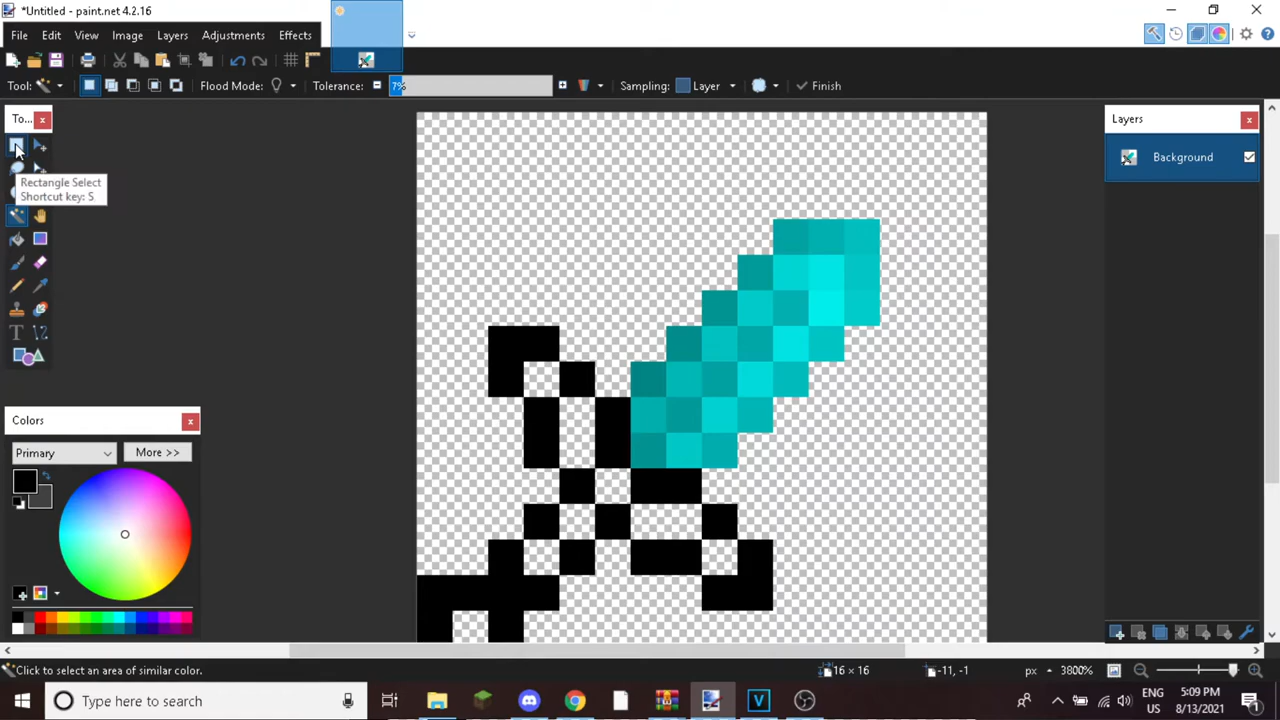 *Untitled - paint.net 4.2.16
File Edit View Image Layers Adjustments Effects
Tool: Flood Mode: Tolerance: 7% Sampling: Layer Finish
To...
Rectangle Select
Shortcut key: S
Layers
Background
Colors
Primary More >>
Click to select an area of similar color.
16 × 16 -11, -1 px 3800%
Type here to search
ENG
US
5:09 PM
8/13/2021
1